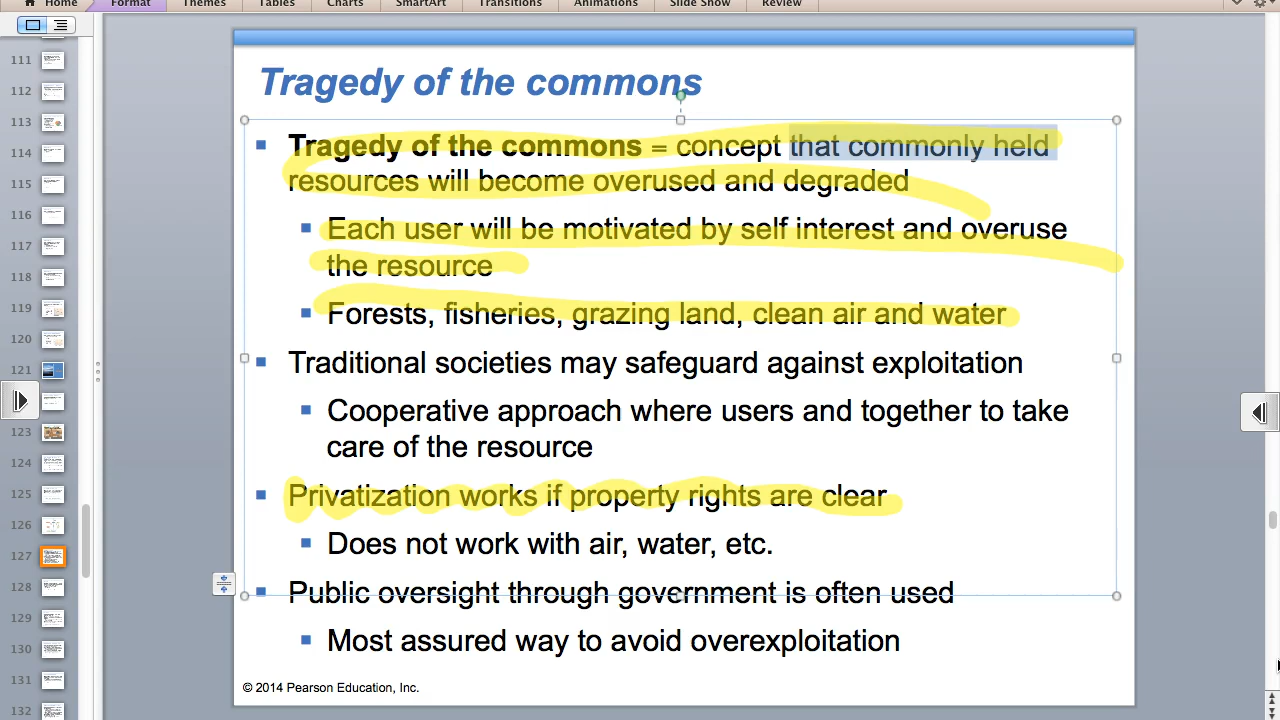 Home Format Themes Tables Charts SmartArt Transitions Animations Slide Show Review
111
112
113
114
115
116
117
118
119
120
121
123
124
125
126
127
128
129
130
131
132
Tragedy of the commons
Tragedy of the commons = concept that commonly held
resources will become overused and degraded
Each user will be motivated by self interest and overuse
the resource
Forests, fisheries, grazing land, clean air and water
Traditional societies may safeguard against exploitation
Cooperative approach where users and together to take
care of the resource
Privatization works if property rights are clear
Does not work with air, water, etc.
Public oversight through government is often used
Most assured way to avoid overexploitation
© 2014 Pearson Education, Inc.